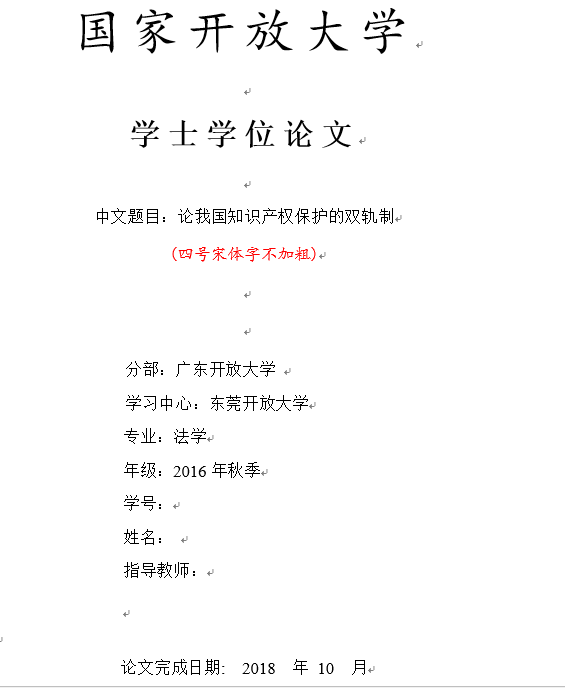 国家开放大学
学士学位论文
中文题目：论我国知识产权保护的双轨制
(四号宋体字不加粗)
分部：广东开放大学
学习中心：东莞开放大学
专业：法学
年级：2016 年秋季
学号：
姓名：
指导教师：
论文完成日期: 2018 年 10 月